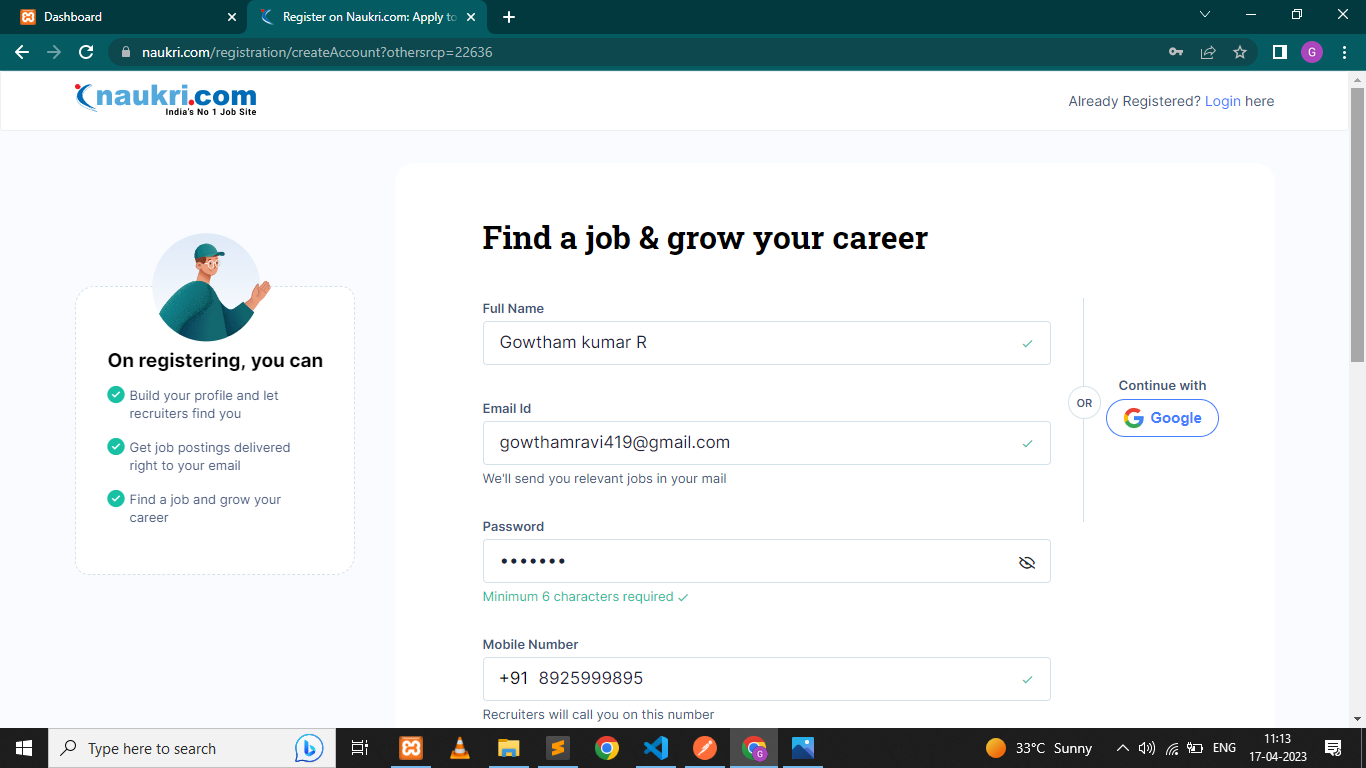 Dashboard
Register on Naukri.com: Apply to
naukri.com/registration/createAccount?othersrcp=22636
G
naukri.com
India's No 1 Job Site
Already Registered? Login here
Find a job & grow your career
On registering, you can
Build your profile and let
recruiters find you
Get job postings delivered
right to your email
Find a job and grow your
career
Full Name
Gowtham kumar R
Email Id
gowthamravi419@gmail.com
We'll send you relevant jobs in your mail
Password
•••••••
Minimum 6 characters required
Mobile Number
+91 8925999895
Recruiters will call you on this number
OR
Continue with
Google
Type here to search
G
33°C Sunny
ENG
11:13
17-04-2023